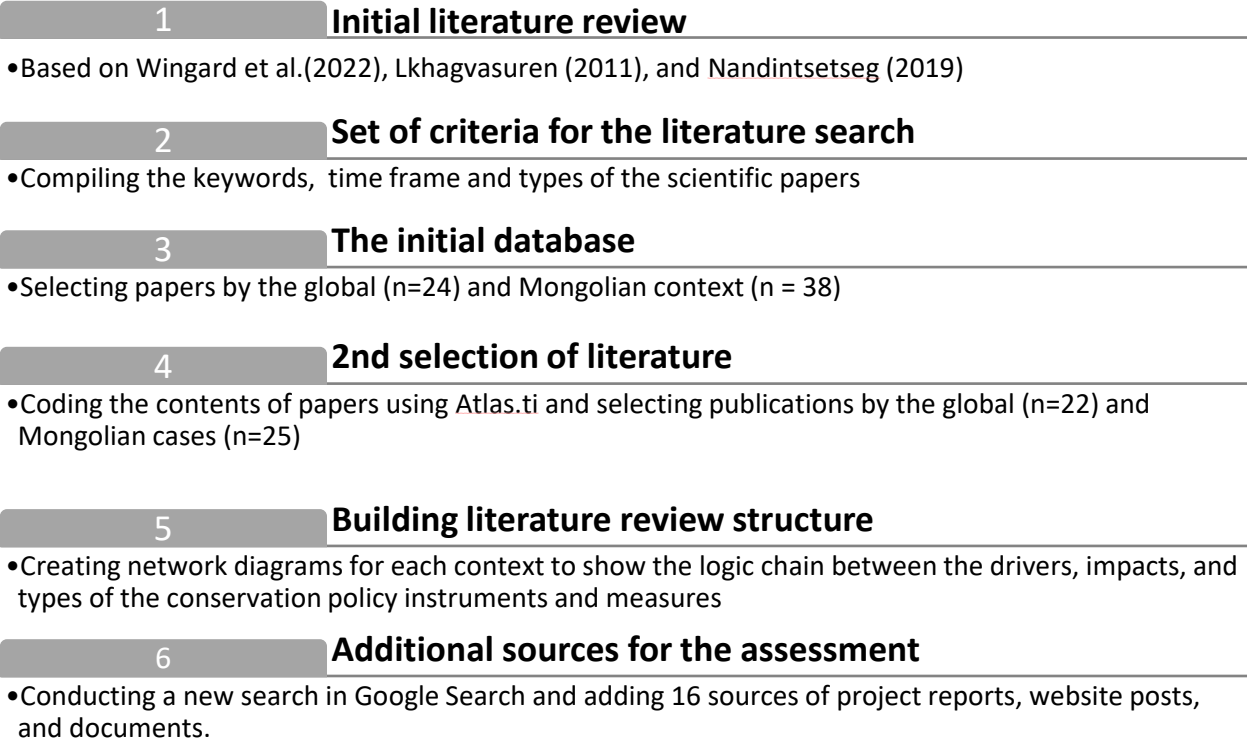 1
Initial literature review
•Based on Wingard et al.(2022), Lkhagvasuren (2011), and Nandintsetseg (2019)
2
Set of criteria for the literature search
•Compiling the keywords,  time frame and types of the scientific papers
3
The initial database
•Selecting papers by the global (n=24) and Mongolian context (n = 38)
4
2nd selection of literature
•Coding the contents of papers using Atlas.ti and selecting publications by the global (n=22) and
Mongolian cases (n=25)
5
Building literature review structure
•Creating network diagrams for each context to show the logic chain between the drivers, impacts, and
types of the conservation policy instruments and measures
6
Additional sources for the assessment
•Conducting a new search in Google Search and adding 16 sources of project reports, website posts,
and documents.